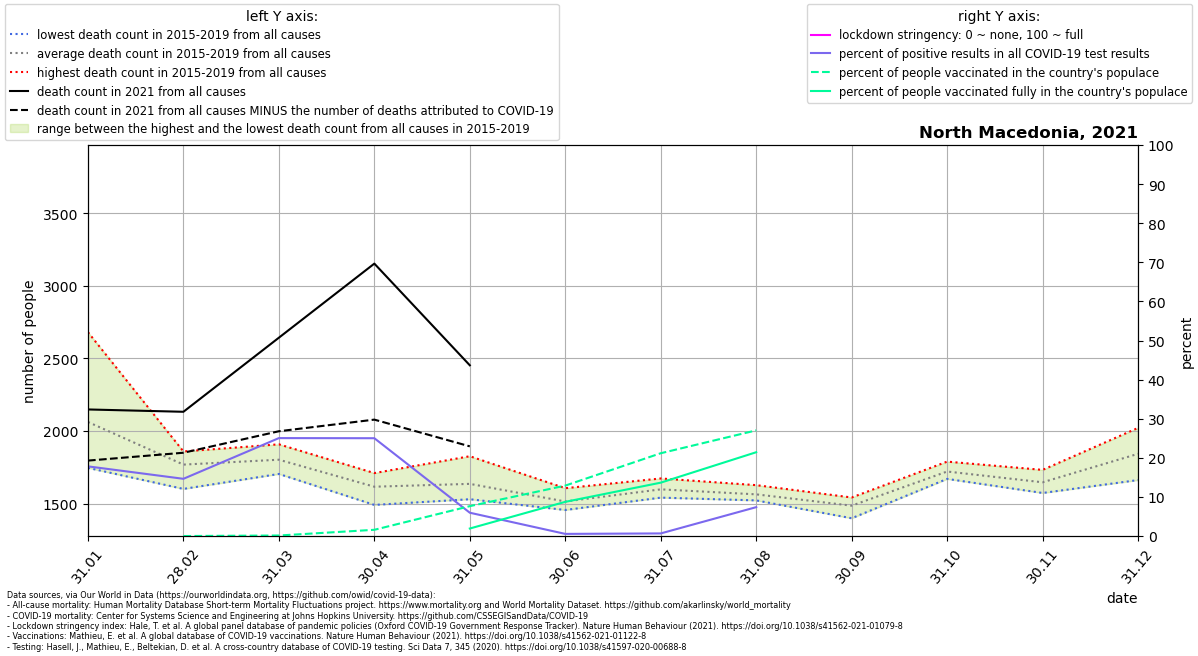 left Y axis:
lowest death count in 2015-2019 from all causes
average death count in 2015-2019 from all causes
highest death count in 2015-2019 from all causes
death count in 2021 from all causes
death count in 2021 from all causes MINUS the number of deaths attributed to COVID-19
range between the highest and the lowest death count from all causes in 2015-2019
right Y axis:
lockdown stringency: 0 ~ none, 100 ~ full
percent of positive results in all COVID-19 test results
percent of people vaccinated in the country's populace
percent of people vaccinated fully in the country's populace
North Macedonia, 2021
number of people
3500
3000
2500
2000
1500
100
90
80
70
60
50
40
30
20
10
0
percent
31.01
28.02
31.03
30.04
31.05
30.06
31.07
31.08
30.09
31.10
30.11
31.12
date
Data sources, via Our World in Data (https://ourworldindata.org, https://github.com/owid/covid-19-data):
- All-cause mortality: Human Mortality Database Short-term Mortality Fluctuations project. https://www.mortality.org and World Mortality Dataset. https://github.com/akarlinsky/world_mortality
- COVID-19 mortality: Center for Systems Science and Engineering at Johns Hopkins University. https://github.com/CSSEGISandData/COVID-19
- Lockdown stringency index: Hale, T. et al. A global panel database of pandemic policies (Oxford COVID-19 Government Response Tracker). Nature Human Behaviour (2021). https://doi.org/10.1038/s41562-021-01079-8
- Vaccinations: Mathieu, E. et al. A global database of COVID-19 vaccinations. Nature Human Behaviour (2021). https://doi.org/10.1038/s41562-021-01122-8
- Testing: Hasell, J., Mathieu, E., Beltekian, D. et al. A cross-country database of COVID-19 testing. Sci Data 7, 345 (2020). https://doi.org/10.1038/s41597-020-00688-8